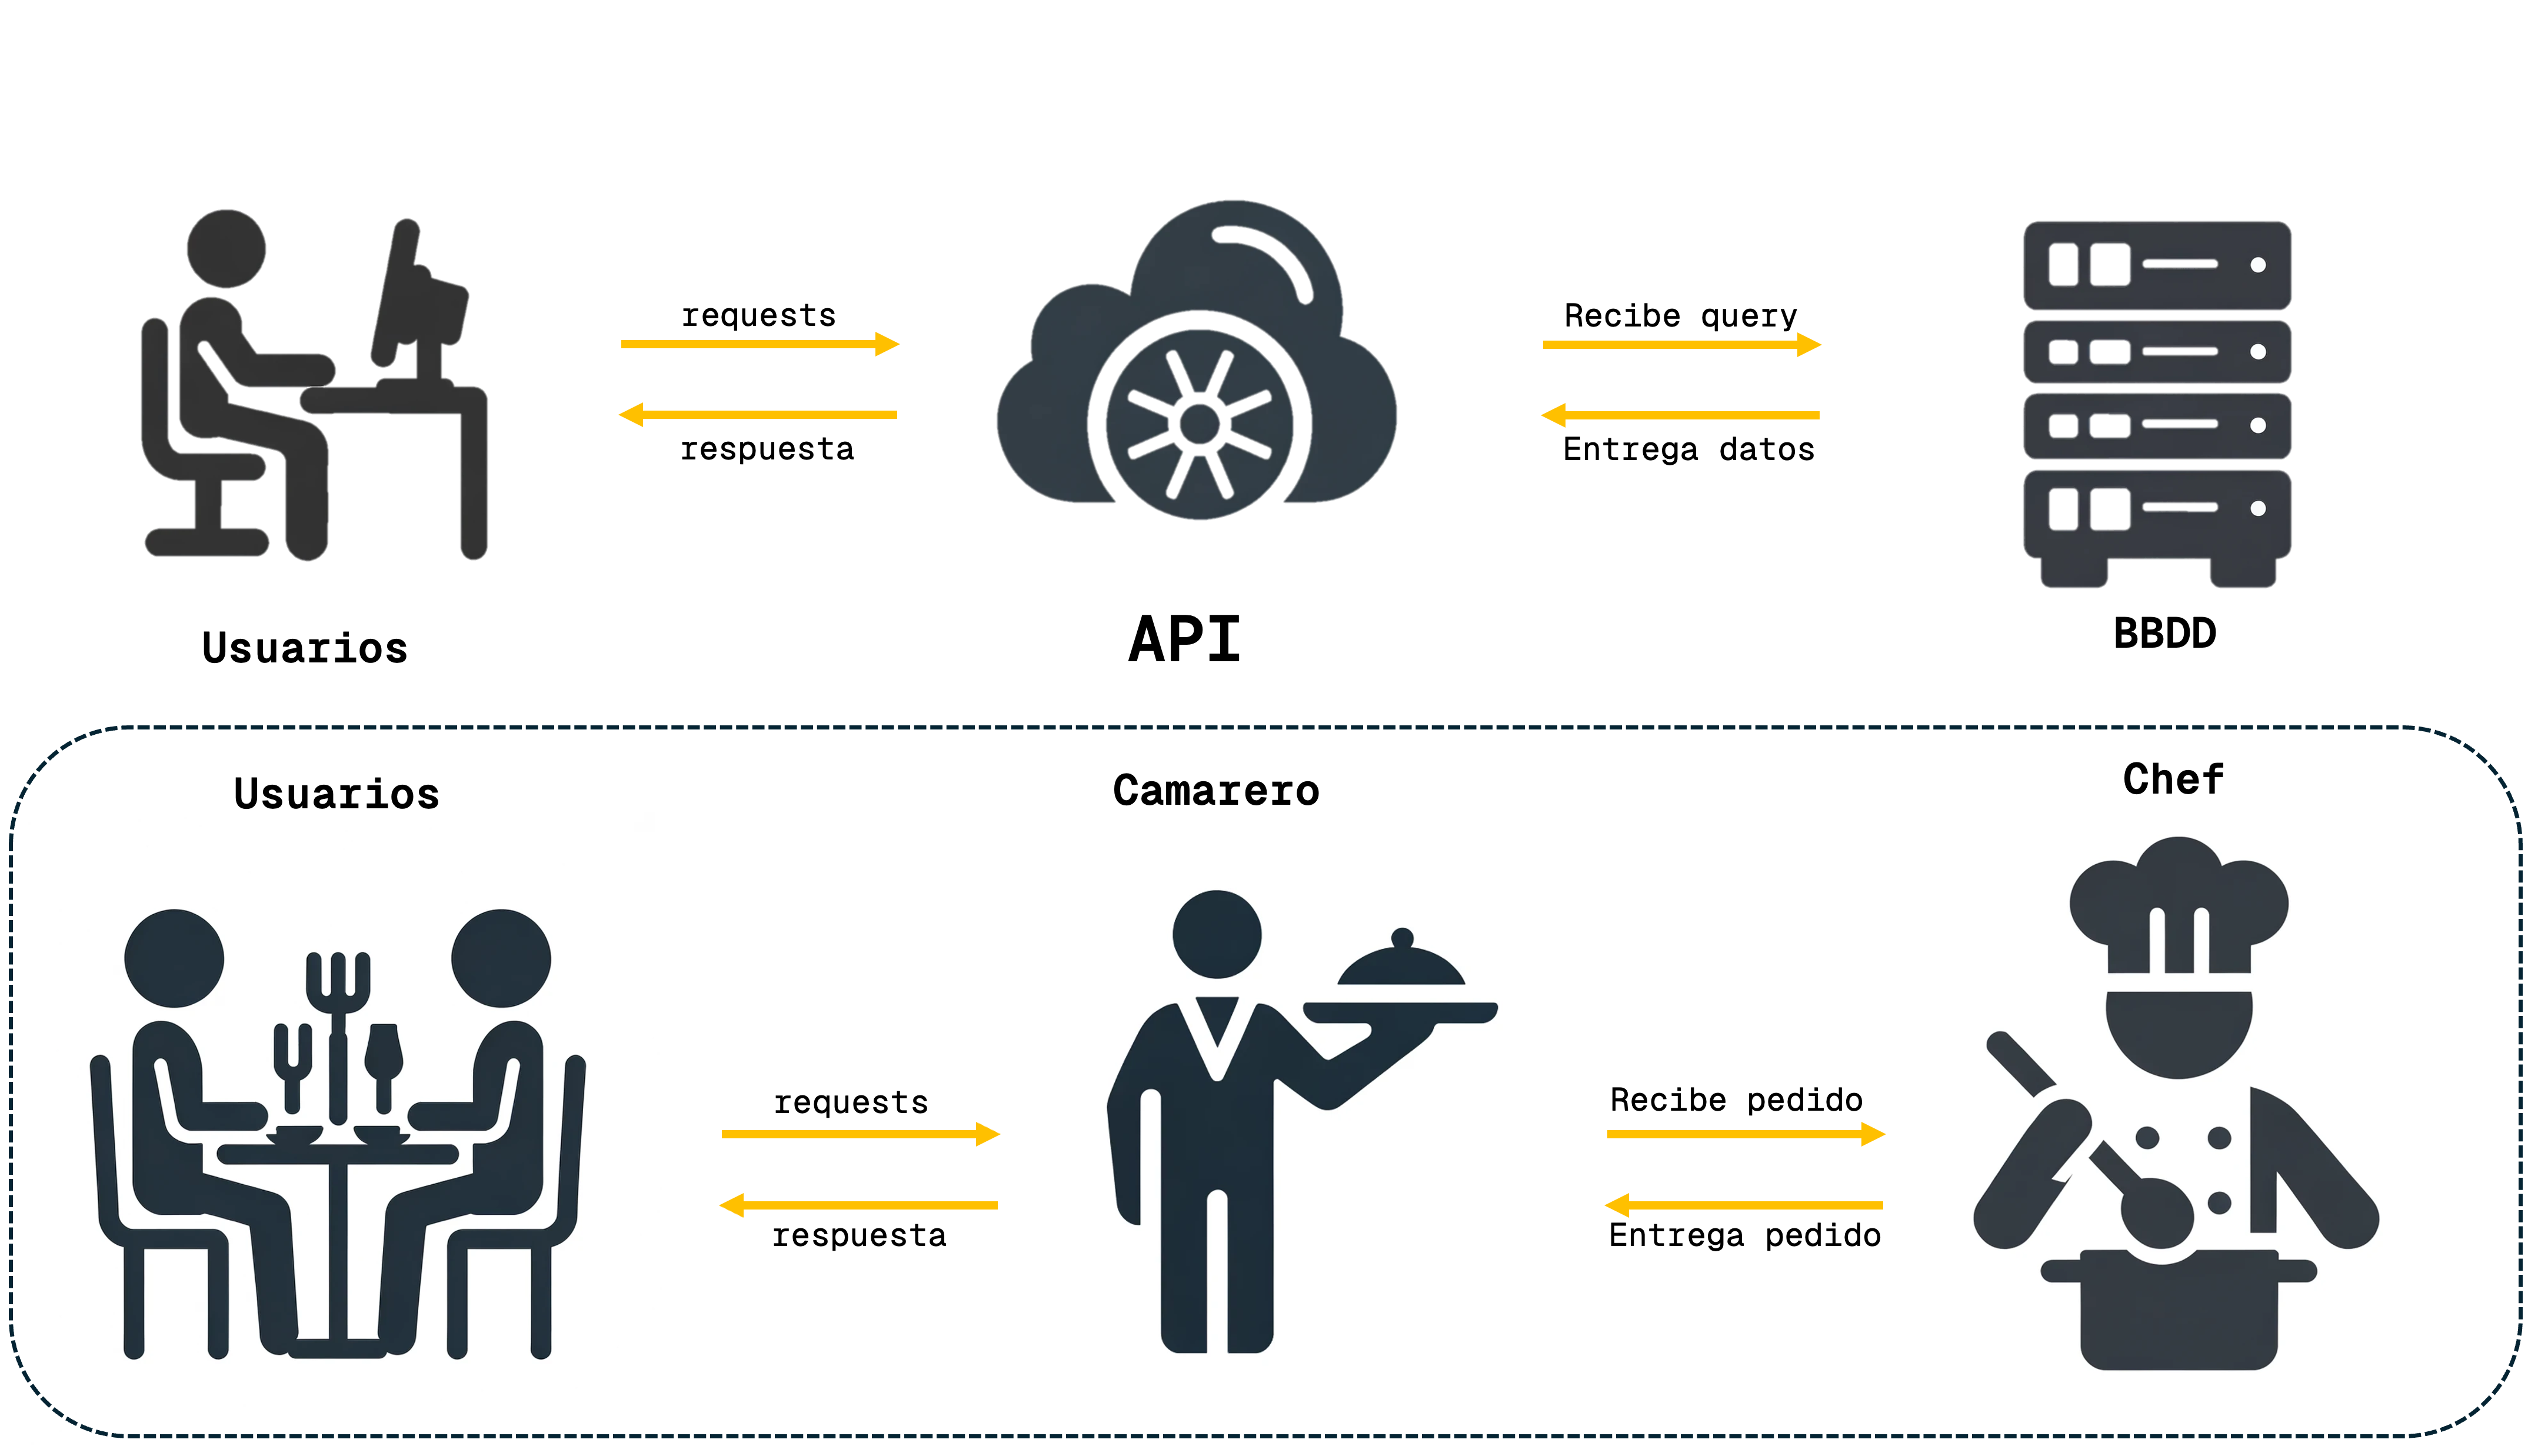 requests
Recibe query
respuesta
Entrega datos
Usuarios
API
BBDD
Usuarios
Camarero
Chef
requests
Recibe pedido
respuesta
Entrega pedido